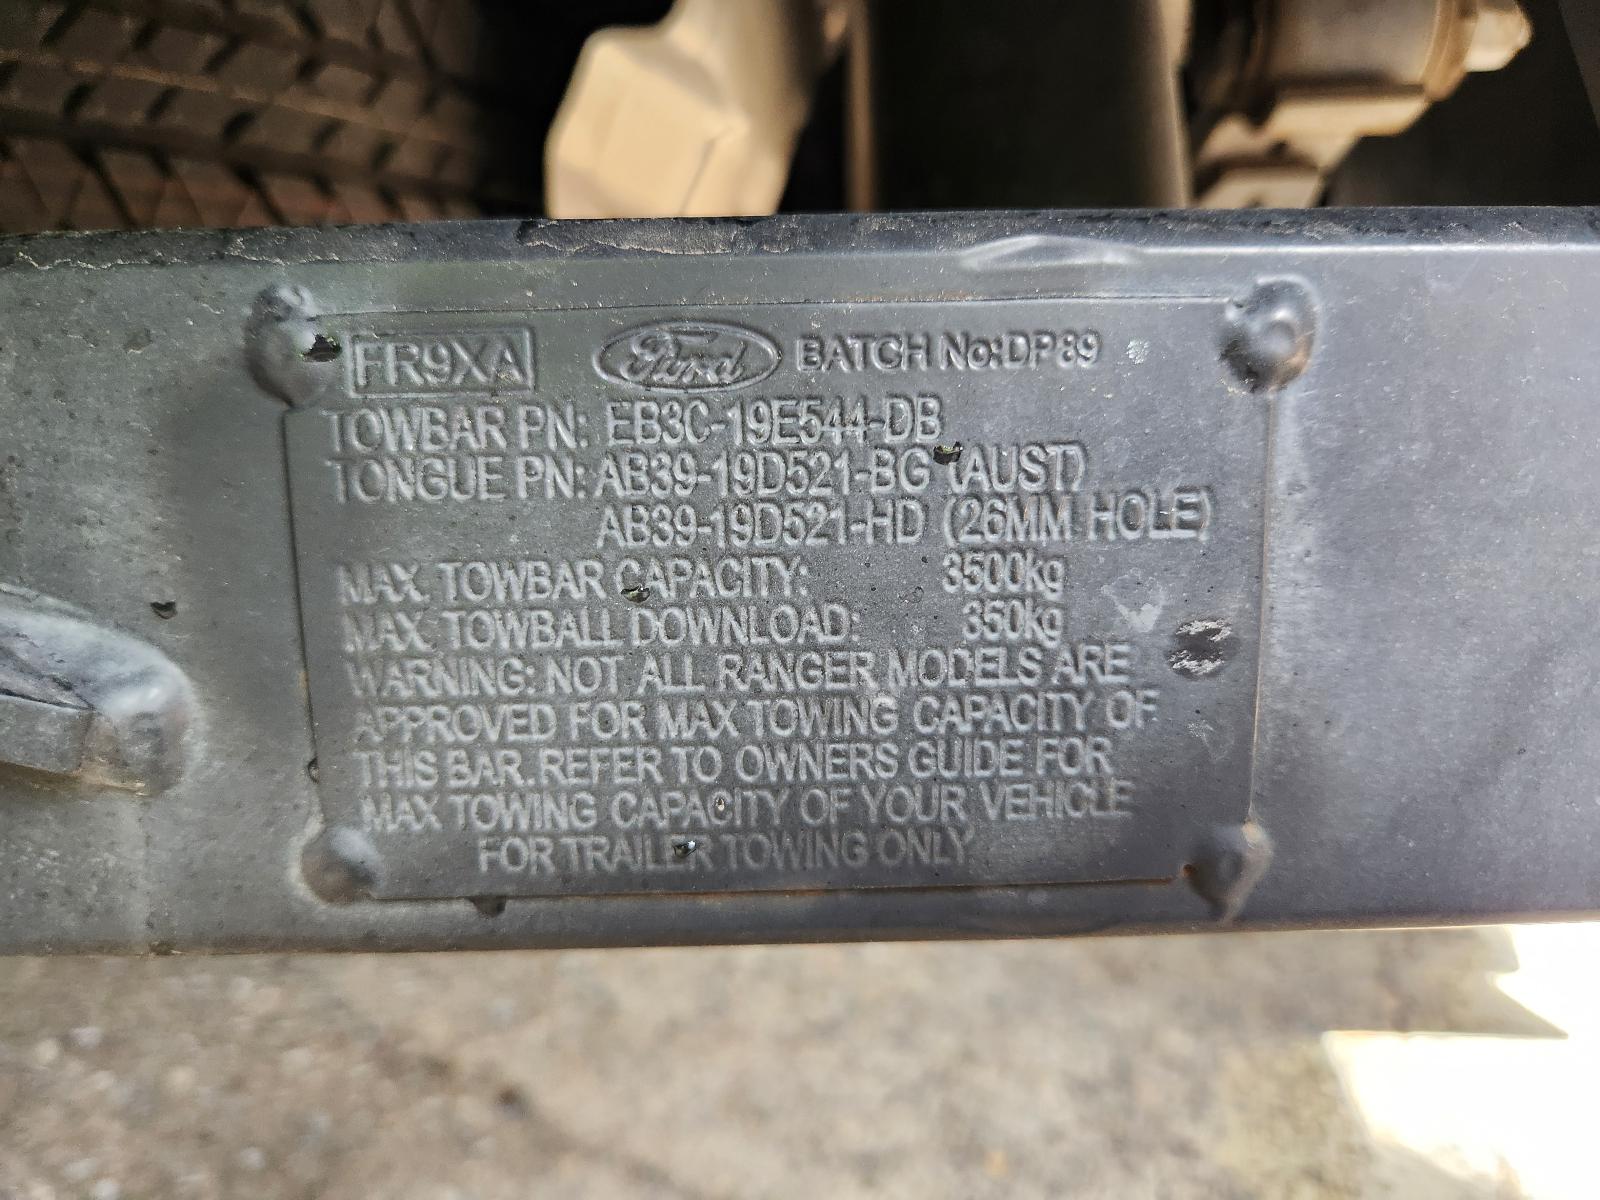 FR9XA Ford BATCH No:DP89
TOWBAR PN: EB3C-19E544-DB
TONGUE PN: AB39-19D521-BG (AUST)
AB39-19D521-HD (26MM HOLE)
MAX. TOWBAR CAPACITY: 3500kg
MAX. TOWBALL DOWNLOAD: 350kg
WARNING: NOT ALL RANGER MODELS ARE
APPROVED FOR MAX TOWING CAPACITY OF
THIS BAR. REFER TO OWNERS GUIDE FOR
MAX TOWING CAPACITY OF YOUR VEHICLE
FOR TRAILER TOWING ONLY